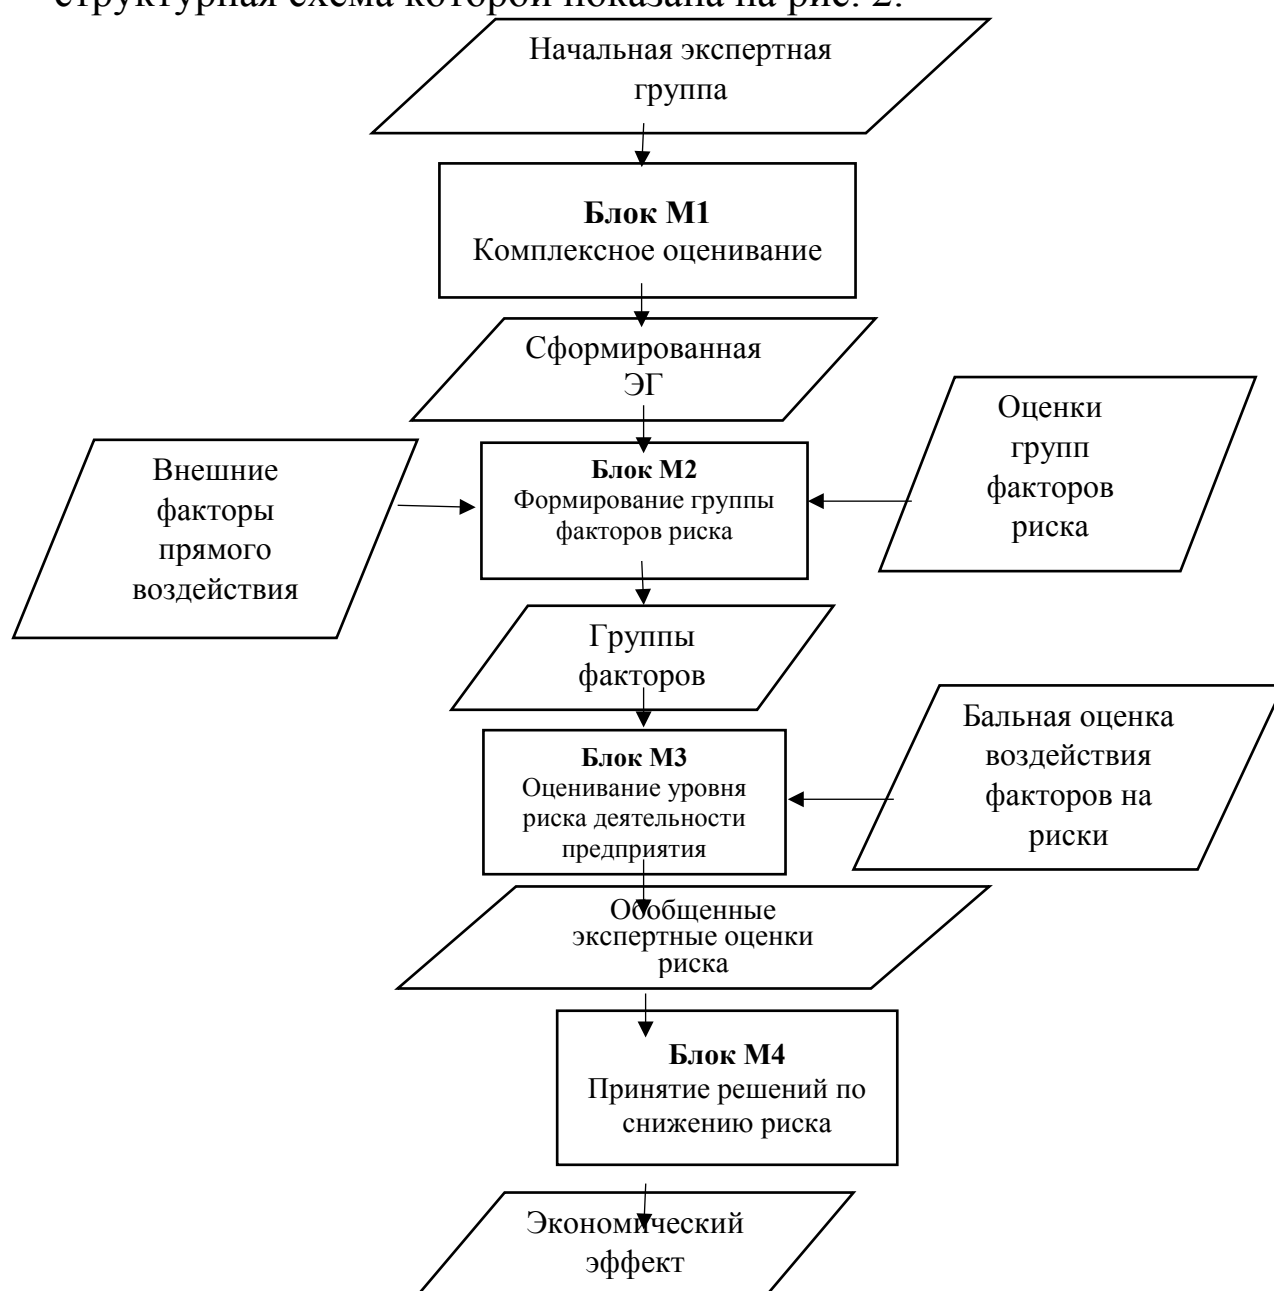 структурная схема которой показана на рис. 2.
Начальная экспертная
группа
Блок М1
Комплексное оценивание
Сформированная
ЭГ
Оценки
групп
факторов
риска
Внешние
факторы
прямого
воздействия
Блок М2
Формирование группы
факторов риска
Группы
факторов
Бальная оценка
воздействия
факторов на
риски
Блок М3
Оценивание уровня
риска деятельности
предприятия
Обобщенные
экспертные оценки
риска
Блок М4
Принятие решений по
снижению риска
Экономический
эффект